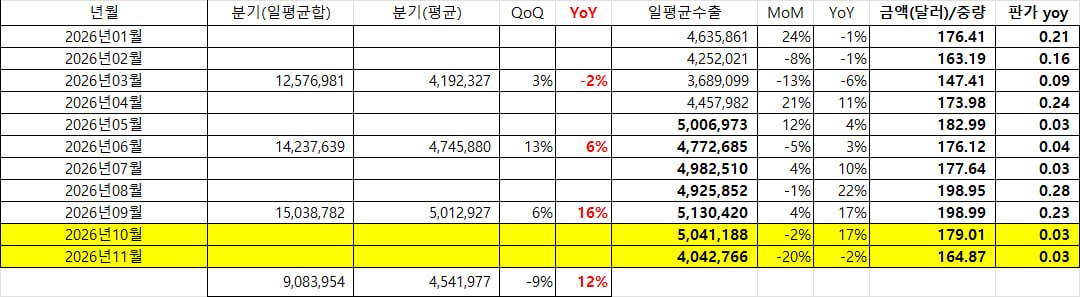 년월 분기(일평균합) 분기(평균) QoQ YoY 일평균수출 MoM YoY 금액(달러)/중량 판가 yoy
2026년01월 4,635,861 24% -1% 176.41 0.21
2026년02월 4,252,021 -8% -1% 163.19 0.16
2026년03월 12,576,981 4,192,327 3% -2% 3,689,099 -13% -6% 147.41 0.09
2026년04월 4,457,982 21% 11% 173.98 0.24
2026년05월 5,006,973 12% 4% 182.99 0.03
2026년06월 14,237,639 4,745,880 13% 6% 4,772,685 -5% 3% 176.12 0.04
2026년07월 4,982,510 4% 10% 177.64 0.03
2026년08월 4,925,852 -1% 22% 198.95 0.28
2026년09월 15,038,782 5,012,927 6% 16% 5,130,420 4% 17% 198.99 0.23
2026년10월 5,041,188 -2% 17% 179.01 0.03
2026년11월 4,042,766 -20% -2% 164.87 0.03
9,083,954 4,541,977 -9% 12%